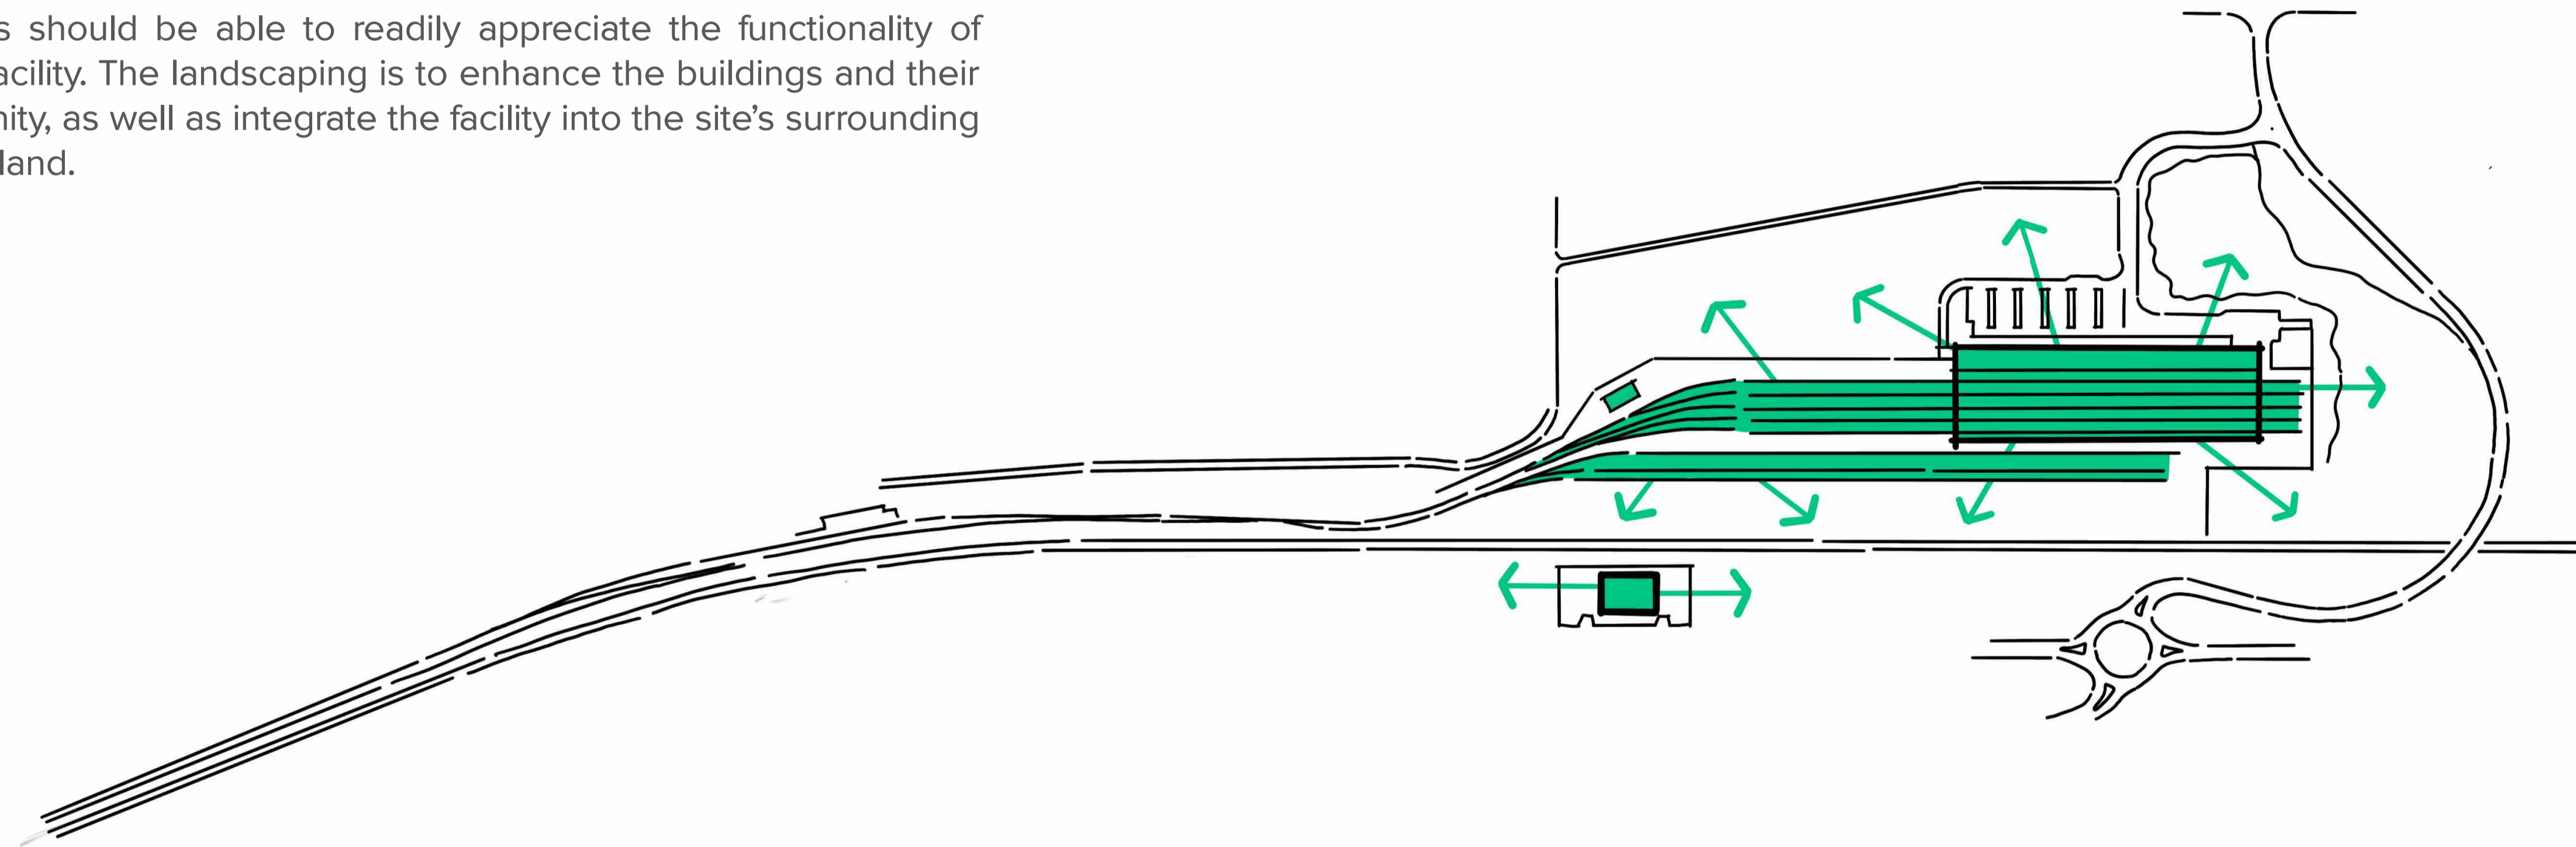 s should be able to readily appreciate the functionality of
acility. The landscaping is to enhance the buildings and their
nity, as well as integrate the facility into the site’s surrounding
land.